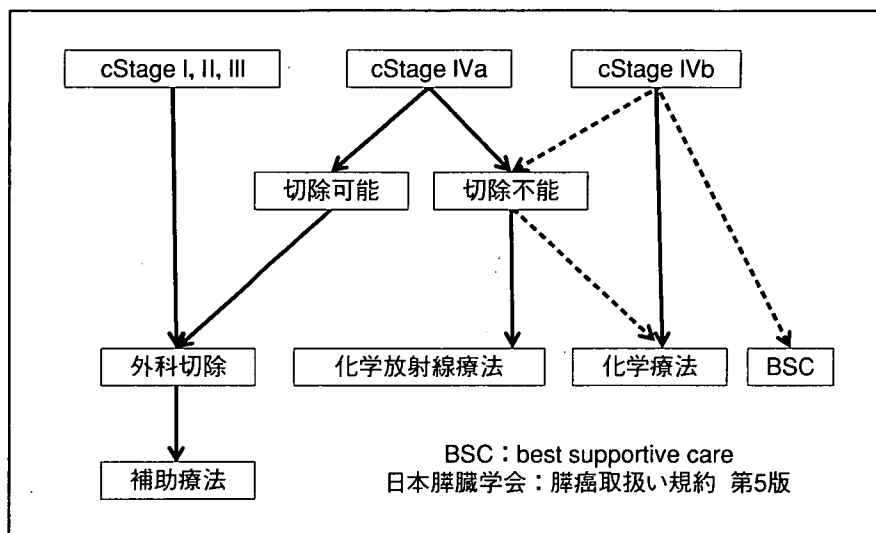 cStage I, II, III
cStage IVa
cStage IVb
切除可能
切除不能
外科切除
化学放射線療法
化学療法
BSC
補助療法
BSC：best supportive care
日本膵臓学会：膵癌取扱い規約 第5版